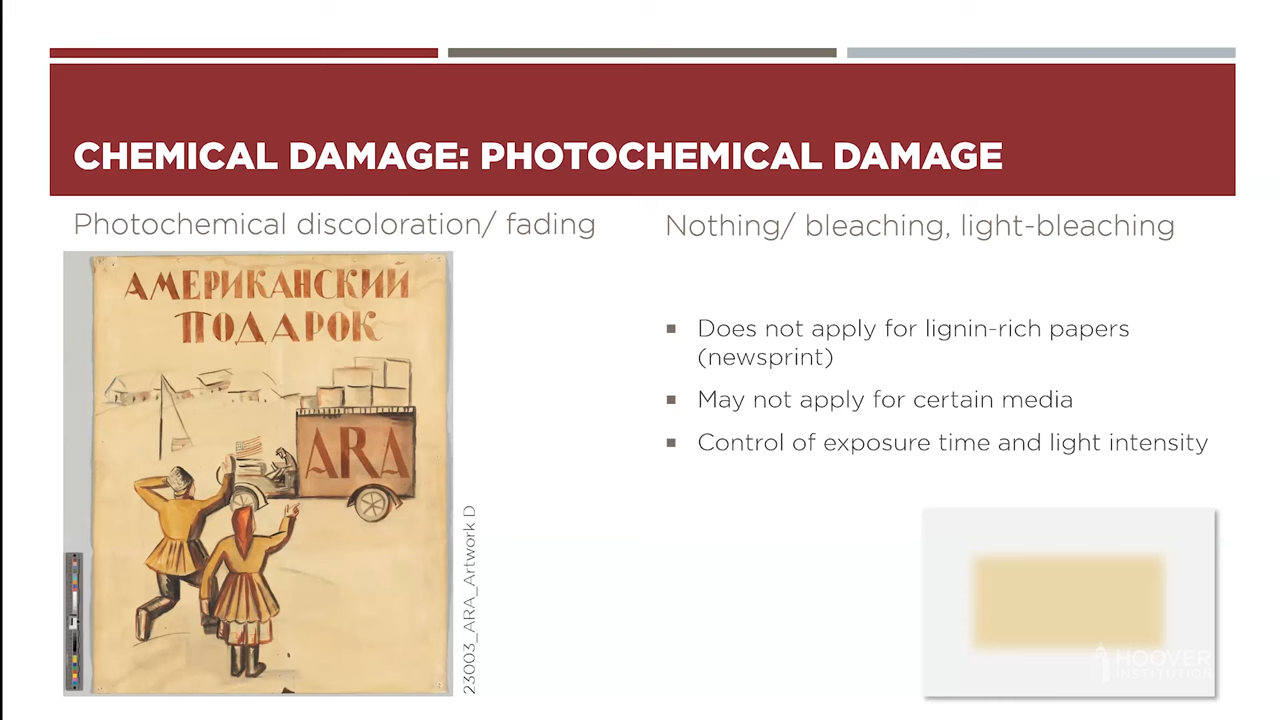 CHEMICAL DAMAGE: PHOTOCHEMICAL DAMAGE
Photochemical discoloration/ fading
АМЕРИКАНСКИЙ
ПОДАРОК
ARA
23003_ARA_Artwork D
Nothing/ bleaching, light-bleaching
▪ Does not apply for lignin-rich papers
(newsprint)
▪ May not apply for certain media
▪ Control of exposure time and light intensity
HOOVER
INSTITUTION